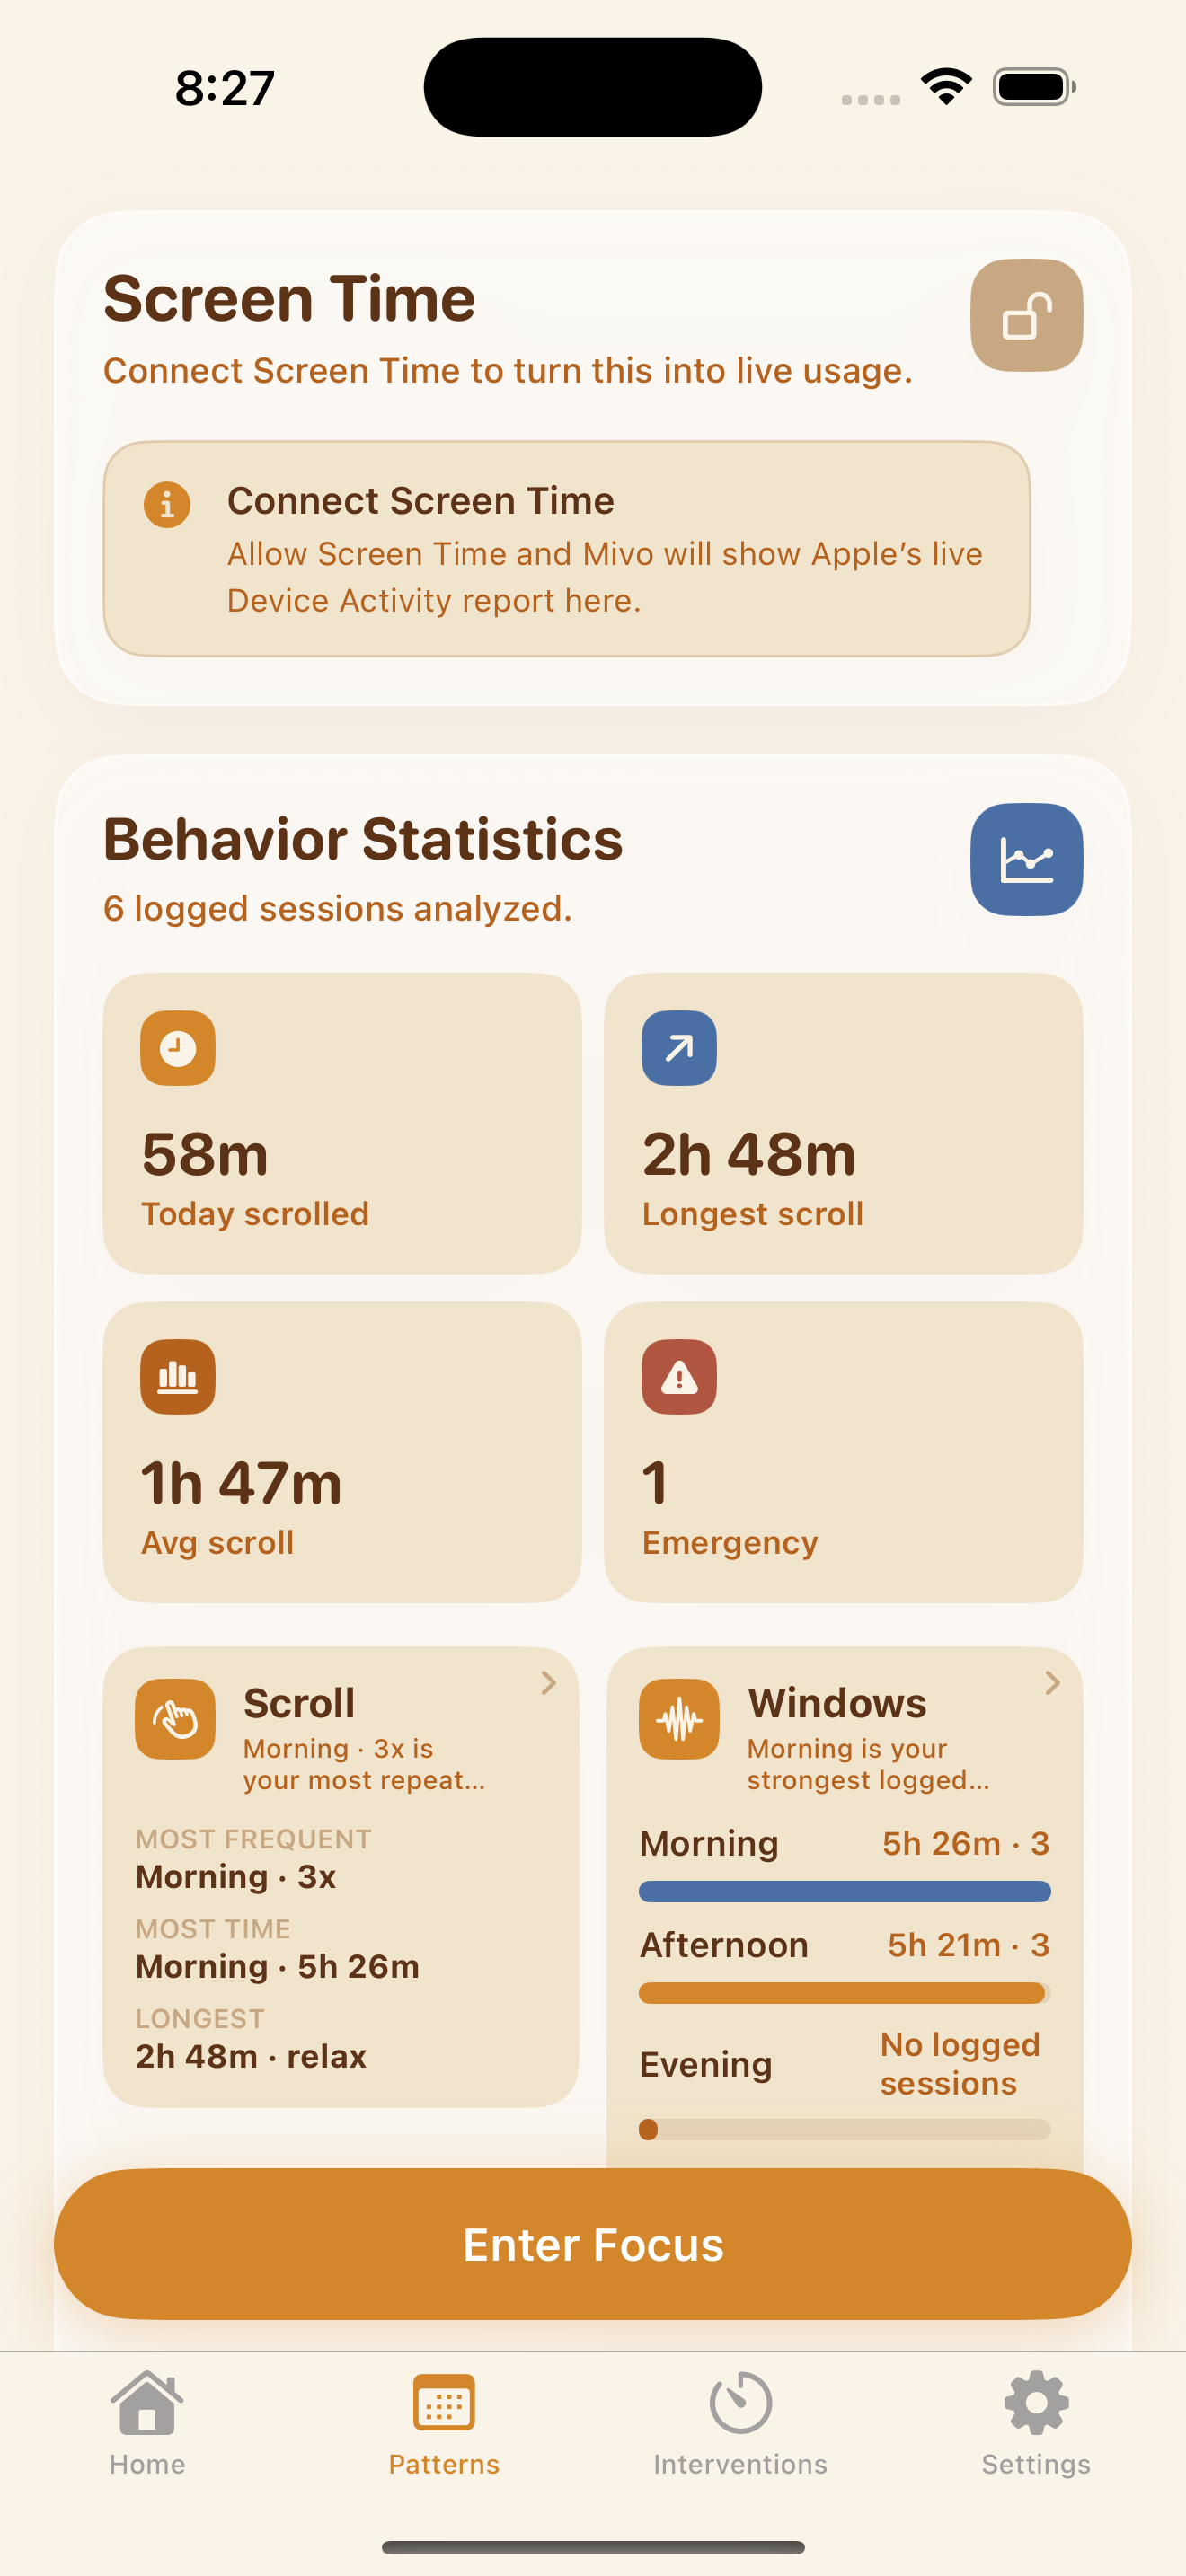 8:27
Screen Time
Connect Screen Time to turn this into live usage.
Connect Screen Time
Allow Screen Time and Mivo will show Apple’s live
Device Activity report here.
Behavior Statistics
6 logged sessions analyzed.
58m
Today scrolled
2h 48m
Longest scroll
1h 47m
Avg scroll
1
Emergency
Scroll
Morning · 3x is
your most repeat...
MOST FREQUENT
Morning · 3x
MOST TIME
Morning · 5h 26m
LONGEST
2h 48m · relax
Windows
Morning is your
strongest logged...
Morning 5h 26m · 3
Afternoon 5h 21m · 3
Evening No logged
sessions
Enter Focus
Home Patterns Interventions Settings